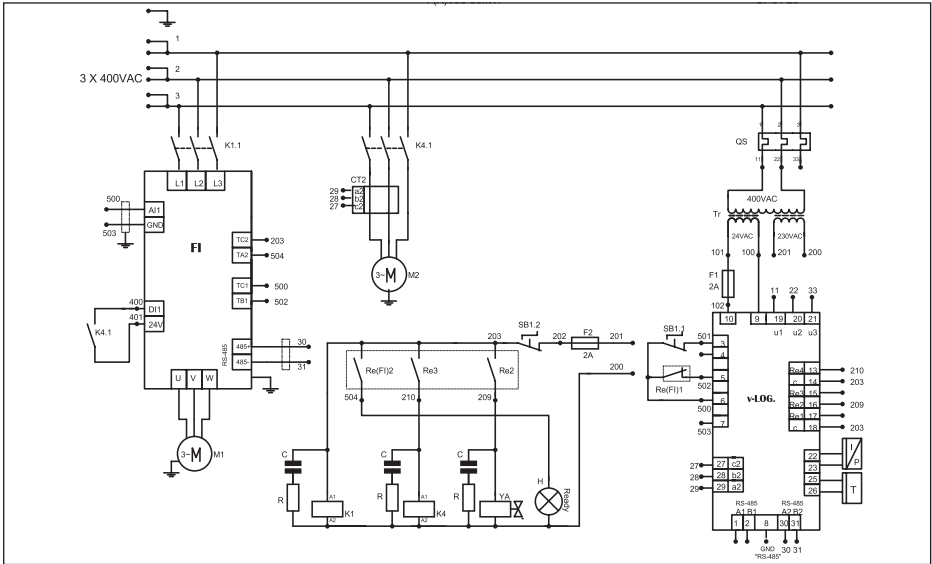 1
2
3 X 400VAC
3
K1.1
K4.1
1 2 3
QS
11 22 33
CT2
29 a2
28 b2
27 c2
L1 L2 L3
500 AI1
503 GND
FI
TC2 203
TA2 504
TC1 500
TB1 502
400 DI1
401 24V
K4.1
RS-485
485+ 30
485- 31
U V W
3~M M1
3~M M2
400VAC
Tr
24VAC 230VAC
101 100 201 200
F1
2A
102
11 22 33
10 9 19 20 21
u1 u2 u3
SB1.2
203 202 F2 201
2A
200
SB1.1
501 3
4
5
502
Re(FI)1
6
500
503 7
v-LOG.
Re4 13 210
c 14 203
Re3 15
Re2 16 209
Re1 17
c 18 203
22
23
I/P
25
26
T
27 27 c2
28 28 b2
29 29 a2
RS-485 RS-485
A1 B1 A2 B2
1 2 8 30 31
GND 30 31
"RS-485"
Re(FI)2 Re3 Re2
504 210 209
C C C H
R R R
A1 A1 YA
K1 K4
A2 A2
Ready